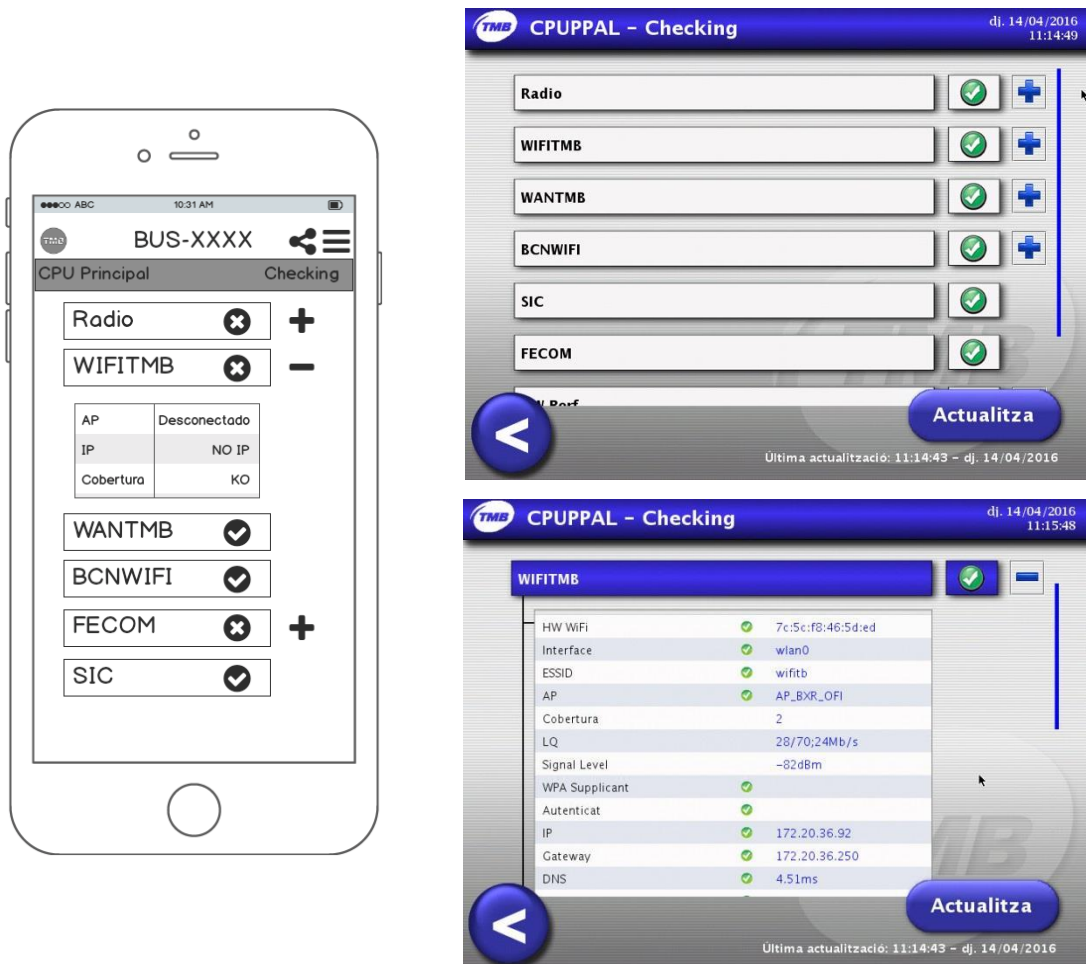 ABC 10:31 AM
TMB BUS-XXXX
CPU Principal Checking
Radio
WIFITMB
AP Desconectado
IP NO IP
Cobertura KO
WANTMB
BCNWIFI
FECOM
SIC
TMB CPUPPAL - Checking dj. 14/04/2016
11:14:49
Radio
WIFITMB
WANTMB
BCNWIFI
SIC
FECOM
< Actualitza
Última actualització: 11:14:43 - dj. 14/04/2016
TMB CPUPPAL - Checking dj. 14/04/2016
11:15:48
WIFITMB
HW WiFi 7c:5c:f8:46:5d:ed
Interface wlan0
ESSID wifitb
AP AP_BXR_OFI
Cobertura 2
LQ 28/70;24Mb/s
Signal Level -82dBm
WPA Supplicant
Autenticat
IP 172.20.36.92
Gateway 172.20.36.250
DNS 4.51ms
< Actualitza
Última actualització: 11:14:43 - dj. 14/04/2016